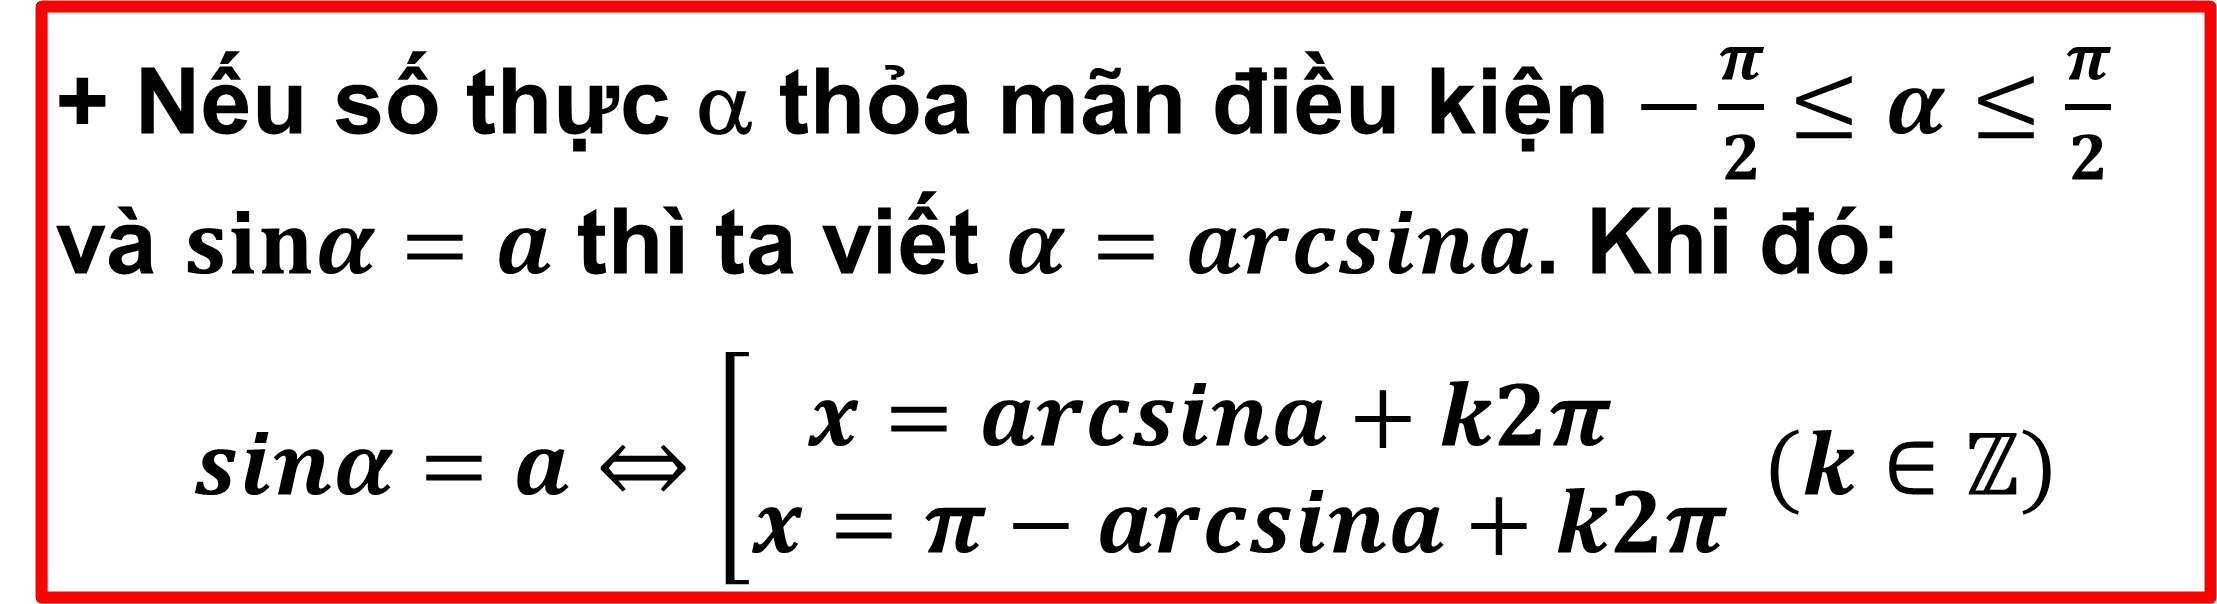 + Nếu số thực α thỏa mãn điều kiện −π/2 ≤ α ≤ π/2
và sinα = a thì ta viết α = arcsina. Khi đó:
sinα = a ⇔ [ x = arcsina + k2π
x = π − arcsina + k2π (k ∈ ℤ)